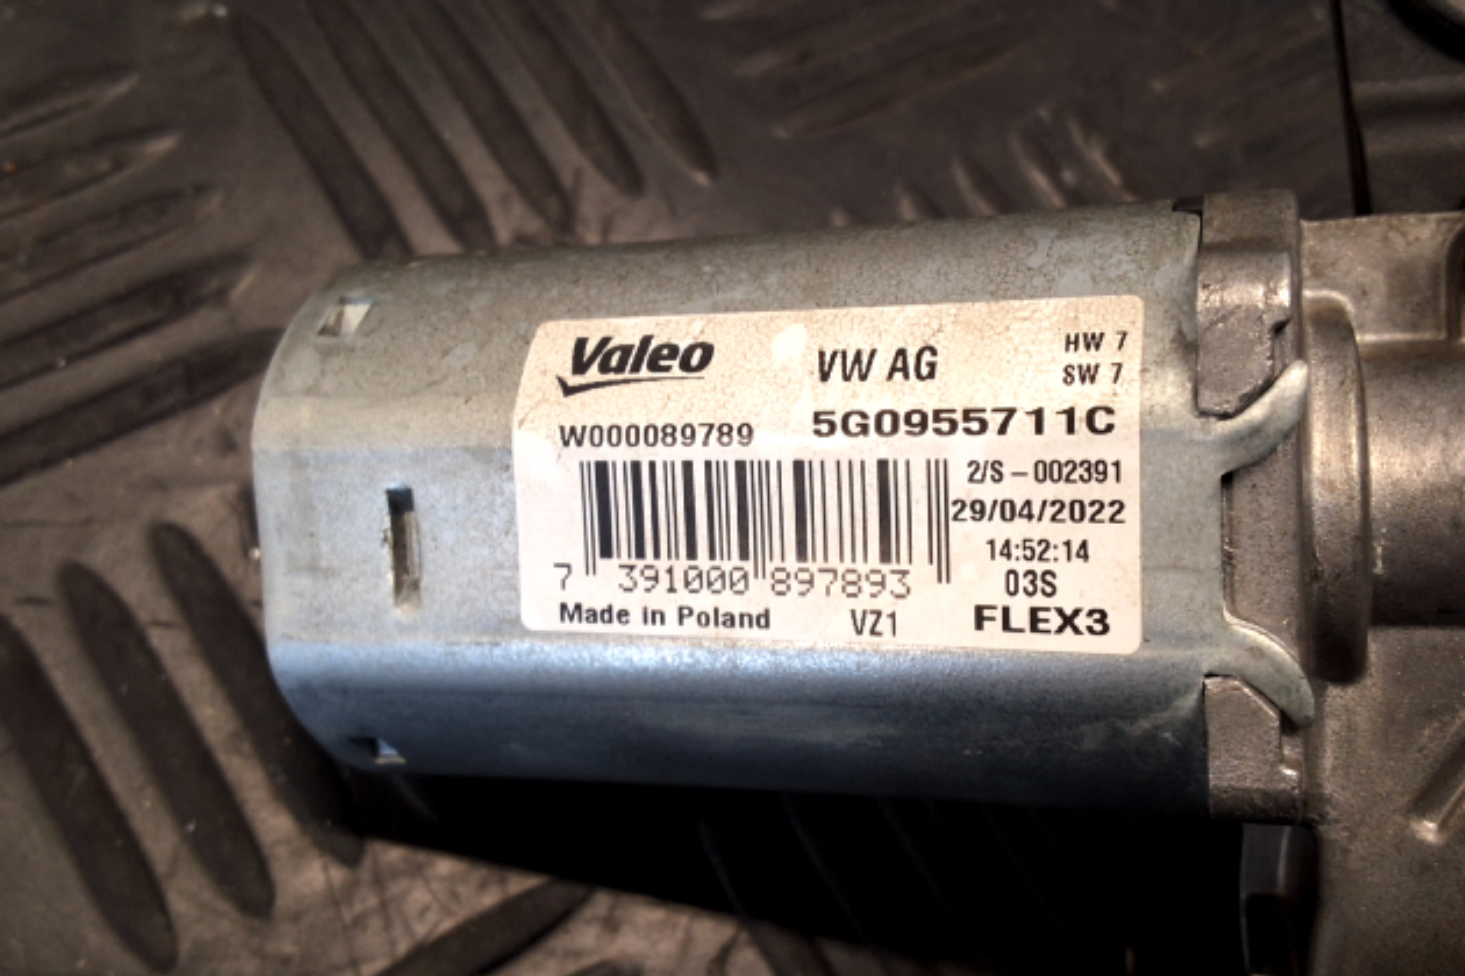 Valeo
VW AG
HW 7
SW 7
W000089789
5G0955711C
2/S – 002391
29/04/2022
14:52:14
03S
7 391000 897893
Made in Poland
VZ1
FLEX3